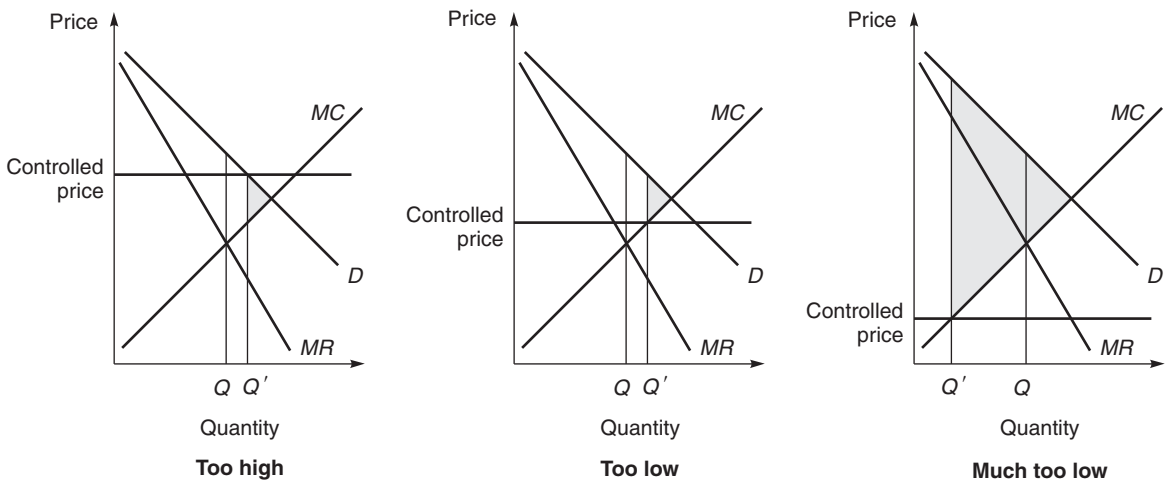 Price
MC
Controlled
price
D
MR
Q Q′
Quantity
Too high
Price
MC
Controlled
price
D
MR
Q Q′
Quantity
Too low
Price
MC
D
Controlled
price
MR
Q′ Q
Quantity
Much too low